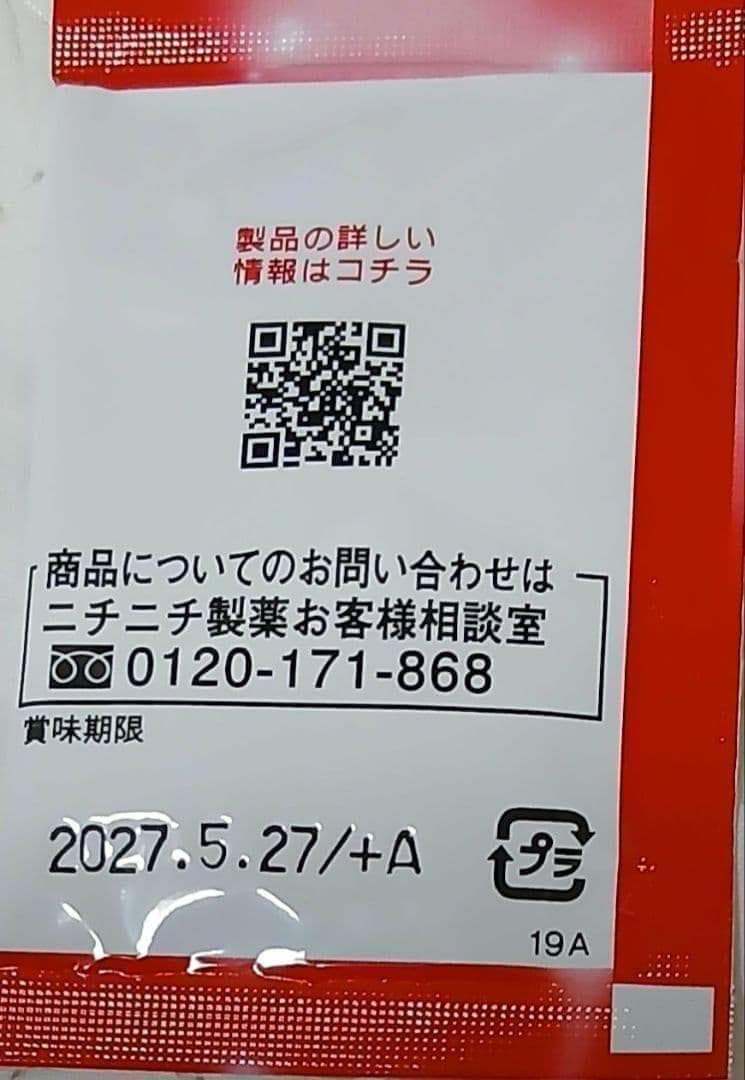 製品の詳しい
情報はコチラ
商品についてのお問い合わせは
ニチニチ製薬お客様相談室
0120-171-868
賞味期限
2027.5.27/+A
プラ
19A